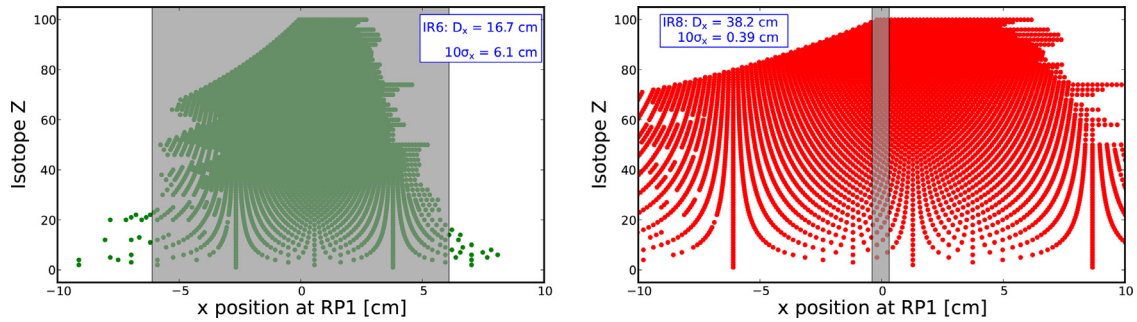 IR6: Dₓ = 16.7 cm
10σₓ = 6.1 cm
Isotope Z
100
80
60
40
20
0
−10
−5
0
5
10
x position at RP1 [cm]
IR8: Dₓ = 38.2 cm
10σₓ = 0.39 cm
Isotope Z
100
80
60
40
20
0
−10
−5
0
5
10
x position at RP1 [cm]